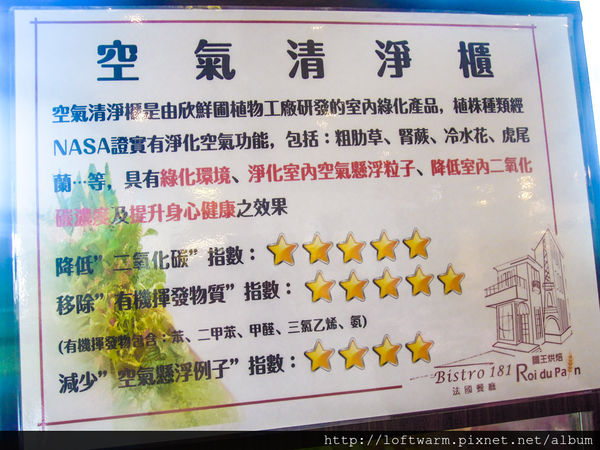 空氣清淨櫃
空氣清淨櫃是由欣鮮圃植物工廠研發的室內綠化產品，植株種類經
NASA證實有淨化空氣功能，包括：粗肋草、腎蕨、冷水花、虎尾
蘭…等，具有綠化環境、淨化室內空氣懸浮粒子、降低室內二氧化
碳濃度及提升身心健康之效果
降低”二氧化碳”指數：
移除”有機揮發物質”指數：
(有機揮發物包含：苯、二甲苯、甲醛、三氯乙烯、氨)
減少”空氣懸浮例子”指數：
Bistro 181
法國餐廳
國王烘焙
Roi du Pain
http://loftwarm.pixnet.net/album